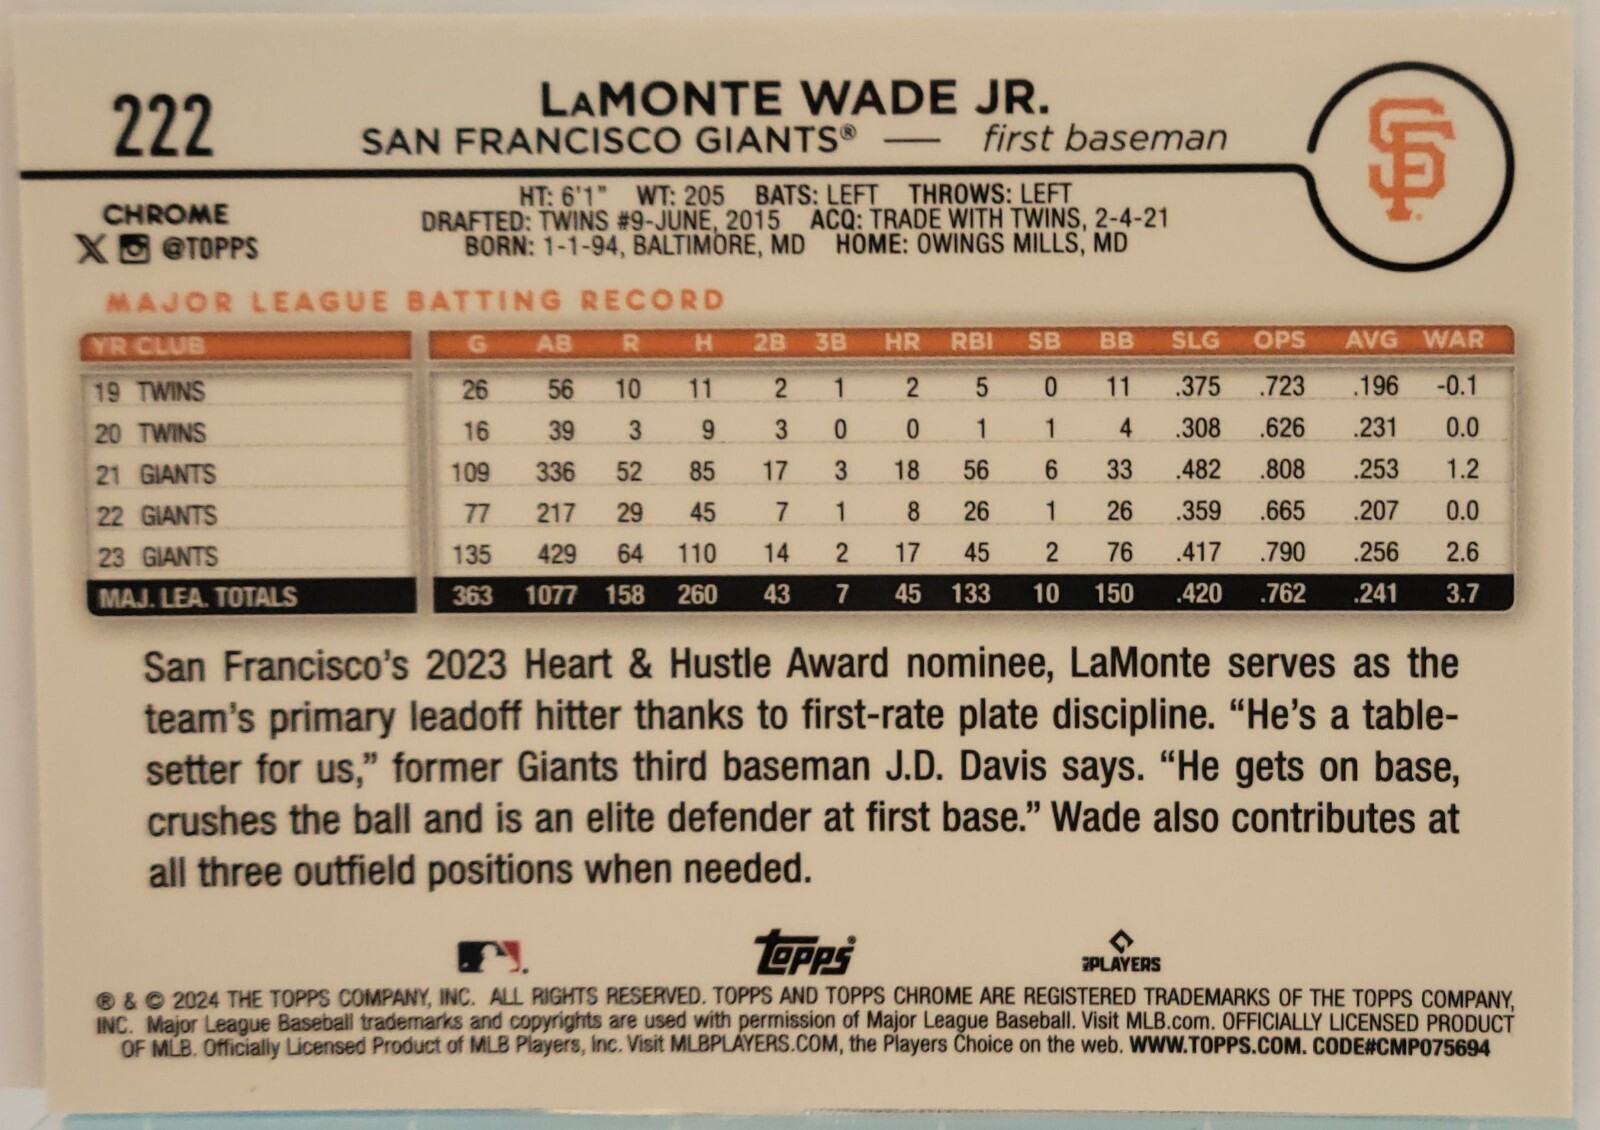 222
LaMONTE WADE JR.
SAN FRANCISCO GIANTS® — first baseman
SF
CHROME
X @TOPPS
HT: 6'1" WT: 205 BATS: LEFT THROWS: LEFT
DRAFTED: TWINS #9-JUNE, 2015 ACQ: TRADE WITH TWINS, 2-4-21
BORN: 1-1-94, BALTIMORE, MD HOME: OWINGS MILLS, MD
MAJOR LEAGUE BATTING RECORD
YR CLUB G AB R H 2B 3B HR RBI SB BB SLG OPS AVG WAR
19 TWINS 26 56 10 11 2 1 2 5 0 11 .375 .723 .196 -0.1
20 TWINS 16 39 3 9 3 0 0 1 1 4 .308 .626 .231 0.0
21 GIANTS 109 336 52 85 17 3 18 56 6 33 .482 .808 .253 1.2
22 GIANTS 77 217 29 45 7 1 8 26 1 26 .359 .665 .207 0.0
23 GIANTS 135 429 64 110 14 2 17 45 2 76 .417 .790 .256 2.6
MAJ. LEA. TOTALS 363 1077 158 260 43 7 45 133 10 150 .420 .762 .241 3.7
San Francisco's 2023 Heart & Hustle Award nominee, LaMonte serves as the
team's primary leadoff hitter thanks to first-rate plate discipline. “He's a table-
setter for us,” former Giants third baseman J.D. Davis says. “He gets on base,
crushes the ball and is an elite defender at first base.” Wade also contributes at
all three outfield positions when needed.
Topps®
MLB PLAYERS
® & © 2024 THE TOPPS COMPANY, INC. ALL RIGHTS RESERVED. TOPPS AND TOPPS CHROME ARE REGISTERED TRADEMARKS OF THE TOPPS COMPANY,
INC. Major League Baseball trademarks and copyrights are used with permission of Major League Baseball. Visit MLB.com. OFFICIALLY LICENSED PRODUCT
OF MLB. Officially Licensed Product of MLB Players, Inc. Visit MLBPLAYERS.COM, the Players Choice on the web. WWW.TOPPS.COM. CODE#CMP075694